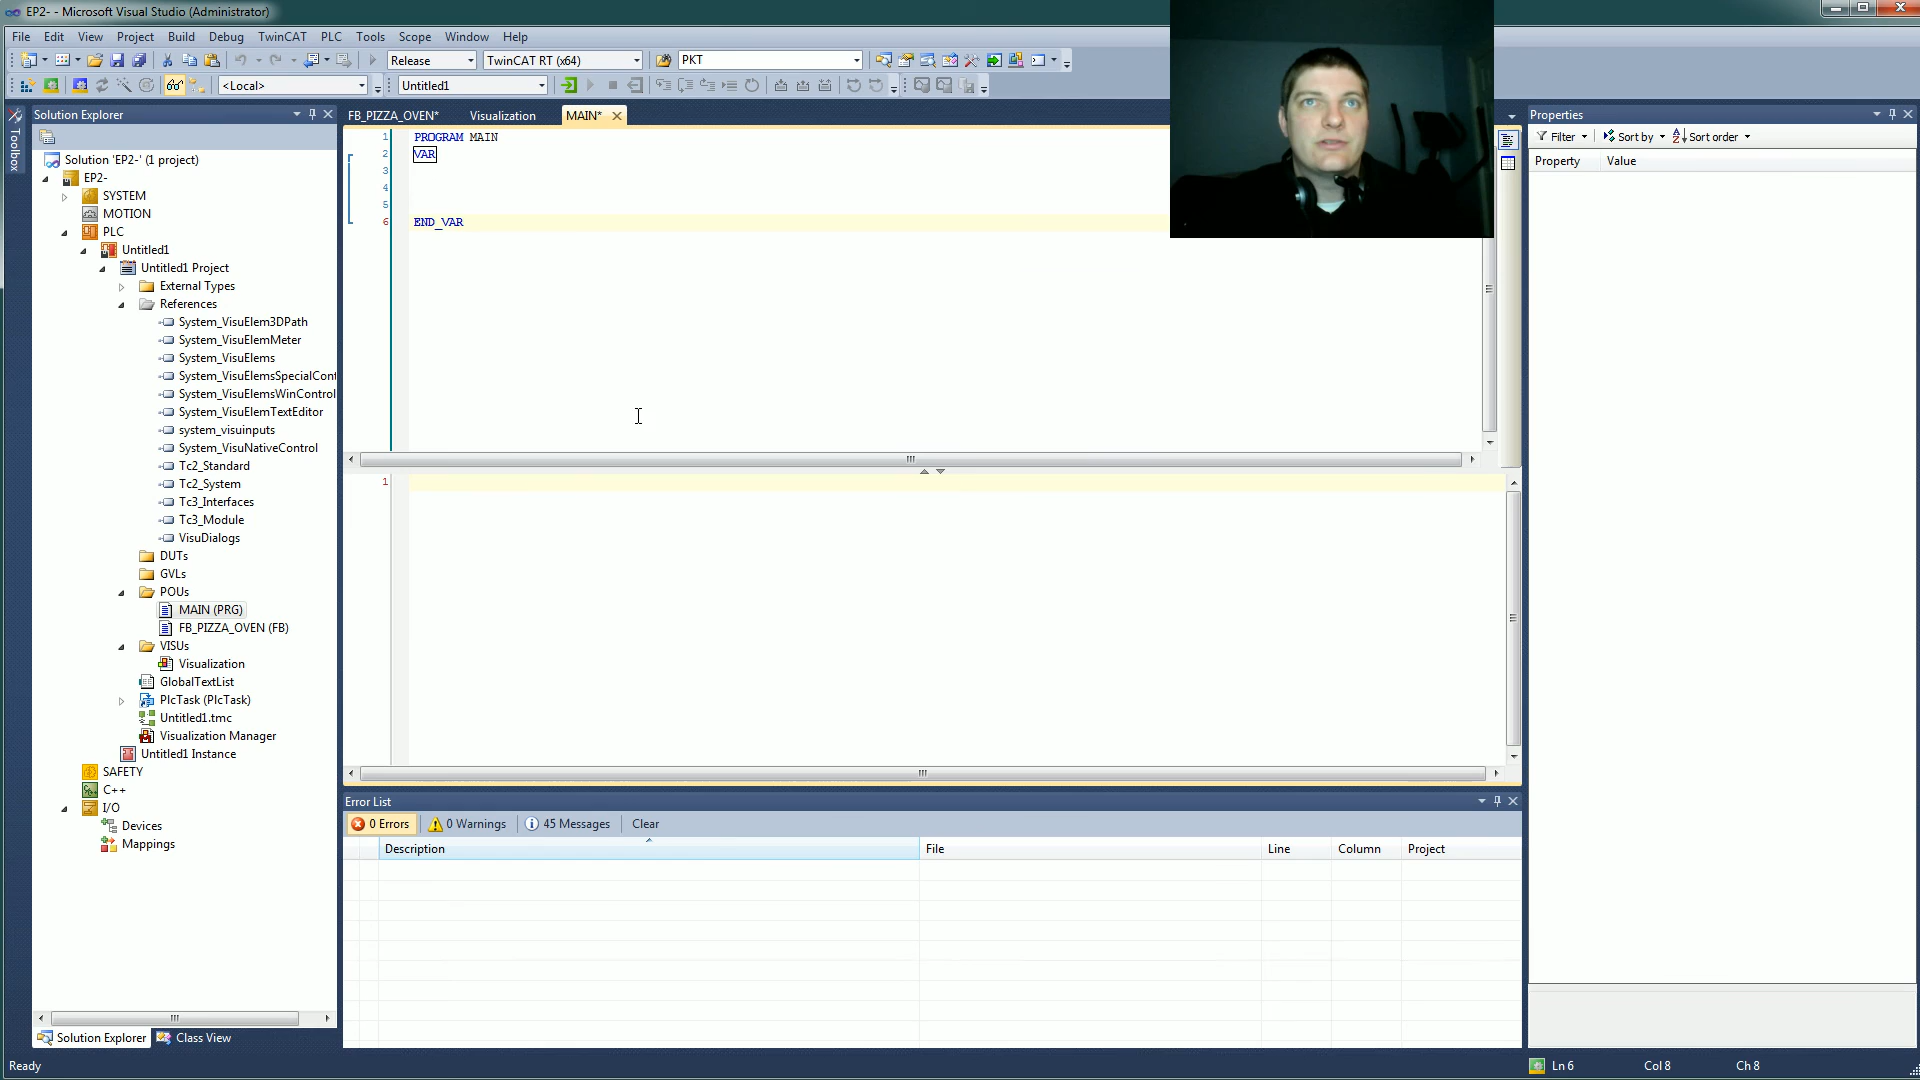 EP2- - Microsoft Visual Studio (Administrator)
File Edit View Project Build Debug TwinCAT PLC Tools Scope Window Help
Release TwinCAT RT (x64) PKT
<Local> Untitled1
Solution Explorer
Toolbox
Solution 'EP2-' (1 project)
EP2-
SYSTEM
MOTION
PLC
Untitled1
Untitled1 Project
External Types
References
System_VisuElem3DPath
System_VisuElemMeter
System_VisuElems
System_VisuElemsSpecialCont
System_VisuElemsWinControl
System_VisuElemTextEditor
system_visuinputs
System_VisuNativeControl
Tc2_Standard
Tc2_System
Tc3_Interfaces
Tc3_Module
VisuDialogs
DUTs
GVLs
POUs
MAIN (PRG)
FB_PIZZA_OVEN (FB)
VISUs
Visualization
GlobalTextList
PlcTask (PlcTask)
Untitled1.tmc
Visualization Manager
Untitled1 Instance
SAFETY
C++
I/O
Devices
Mappings
Solution Explorer Class View
FB_PIZZA_OVEN* Visualization MAIN*
1 PROGRAM MAIN
2 VAR
3
4
5
6 END_VAR
1
Error List
0 Errors 0 Warnings 45 Messages Clear
Description File Line Column Project
Properties
Filter Sort by Sort order
Property Value
Ready Ln 6 Col 8 Ch 8